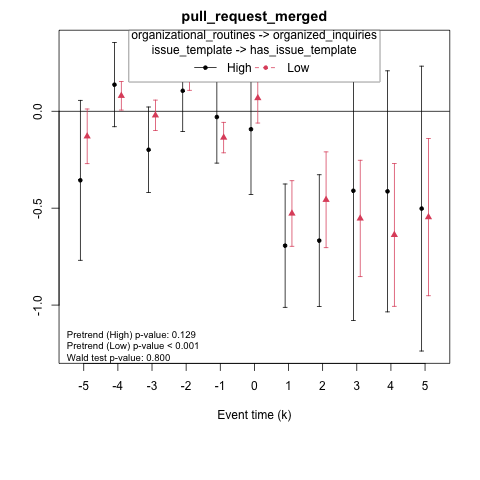 pull_request_merged
organizational_routines -> organized_inquiries
issue_template -> has_issue_template
High Low
0.0
-0.5
-1.0
Pretrend (High) p-value: 0.129
Pretrend (Low) p-value < 0.001
Wald test p-value: 0.800
-5 -4 -3 -2 -1 0 1 2 3 4 5
Event time (k)